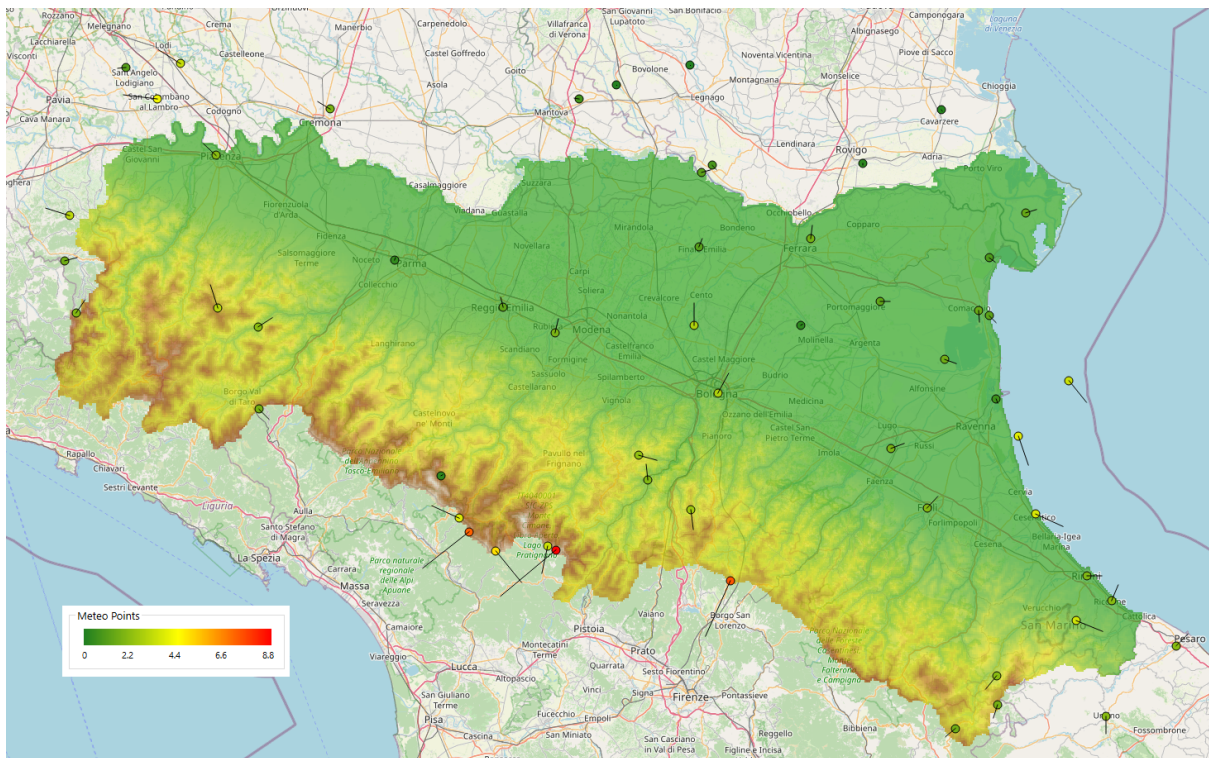 Rozzano
Melegnano
Crema
Manerbio
Carpenedolo
Villafranca
di Verona
San Giovanni
Lupatoto
San Bonifacio
Camponogara
Laguna
di Venezia
Lacchiarella
Lodi
Castelleone
Castel Goffredo
Albignasego
Piove di Sacco
Visconti
Sant'Angelo
Lodigiano
Asola
Goito
Bovolone
Noventa Vicentina
Montagnana
Monselice
Chioggia
Pavia
San Colombano
al Lambro
Codogno
Cremona
Mantova
Legnago
Cavarzere
Cava Manara
Castel San
Giovanni
Piacenza
Lendinara
Rovigo
Adria
Porto Viro
Casalmaggiore
Suzzara
Fiorenzuola
d'Arda
Viadana
Guastalla
Occhiobello
Copparo
Mirandola
Bondeno
Fidenza
Salsomaggiore
Terme
Noceto
Parma
Novellara
Finale Emilia
Ferrara
Collecchio
Carpi
Soliera
Crevalcore
Cento
Portomaggiore
Comacchio
Reggio Emilia
Nonantola
Rubiera
Modena
Molinella
Argenta
Langhirano
Scandiano
Formigine
Castelfranco
Emilia
Castel Maggiore
Sassuolo
Spilamberto
Budrio
Castellarano
Alfonsine
Borgo Val
di Taro
Vignola
Bologna
Medicina
Castelnovo
ne' Monti
Ozzano dell'Emilia
Castel San
Pietro Terme
Lugo
Ravenna
Pianoro
Russi
Imola
Rapallo
Chiavari
Pavullo nel
Frignano
Faenza
Sestri Levante
Cervia
Liguria
Aulla
Forlì
Forlimpopoli
Cesenatico
Santo Stefano
di Magra
Lago
Pratignano
Cesena
Bellaria-Igea
Marina
La Spezia
Carrara
Parco naturale
regionale
delle Alpi
Apuane
Massa
Rimini
Seravezza
Vaiano
Borgo San
Lorenzo
Verucchio
Riccione
Cattolica
Meteo Points
Camaiore
Pistoia
San Marino
Pesaro
Viareggio
Montecatini
Terme
Prato
Lucca
Quarrata
Sesto Fiorentino
0 2.2 4.4 6.6 8.8
Altopascio
Vinci
Signa
Firenze
Pontassieve
San Giuliano
Terme
Fucecchio
Empoli
Pisa
Bibbiena
Urbino
Fossombrone
Cascina
San Miniato
San Casciano
in Val di Pesa
Reggello
Figline e Incisa